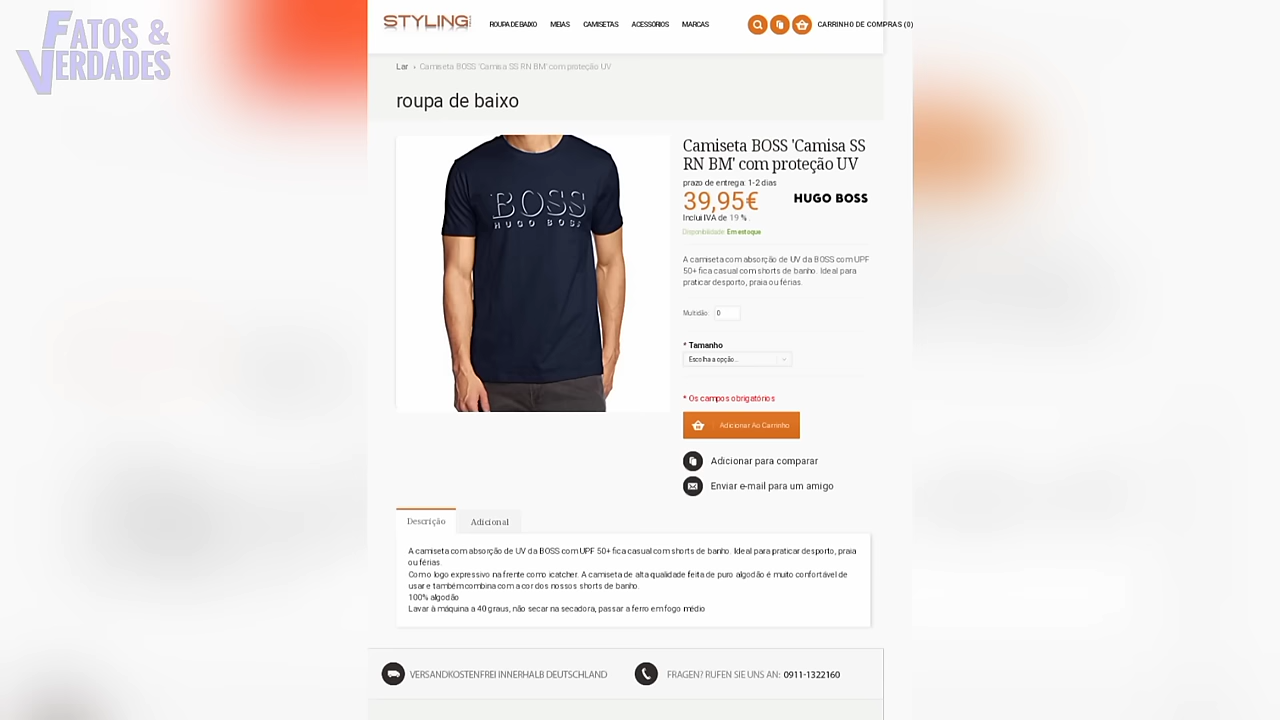 FATOS &
VERDADES
STYLING
ROUPA DE BAIXO MEIAS CAMISETAS ACESSÓRIOS MARCAS
CARRINHO DE COMPRAS (0)
Lar › Camiseta BOSS 'Camisa SS RN BM' com proteção UV
roupa de baixo
BOSS
HUGO BOSS
Camiseta BOSS 'Camisa SS
RN BM' com proteção UV
prazo de entrega: 1-2 dias
39,95€
HUGO BOSS
Inclui IVA de 19 % .
Disponibilidade: Em estoque
A camiseta com absorção de UV da BOSS com UPF
50+ fica casual com shorts de banho. Ideal para
praticar desporto, praia ou férias.
Multidão: 0
* Tamanho
Escolha a opção...
* Os campos obrigatórios
Adicionar Ao Carrinho
Adicionar para comparar
Enviar e-mail para um amigo
Descrição Adicional
A camiseta com absorção de UV da BOSS com UPF 50+ fica casual com shorts de banho. Ideal para praticar desporto, praia
ou férias.
Com o logo expressivo na frente como icatcher. A camiseta de alta qualidade feita de puro algodão é muito confortável de
usar e também combina com a cor dos nossos shorts de banho.
100% algodão
Lavar à máquina a 40 graus, não secar na secadora, passar a ferro em fogo médio
VERSANDKOSTENFREI INNERHALB DEUTSCHLAND
FRAGEN? RUFEN SIE UNS AN: 0911-1322160